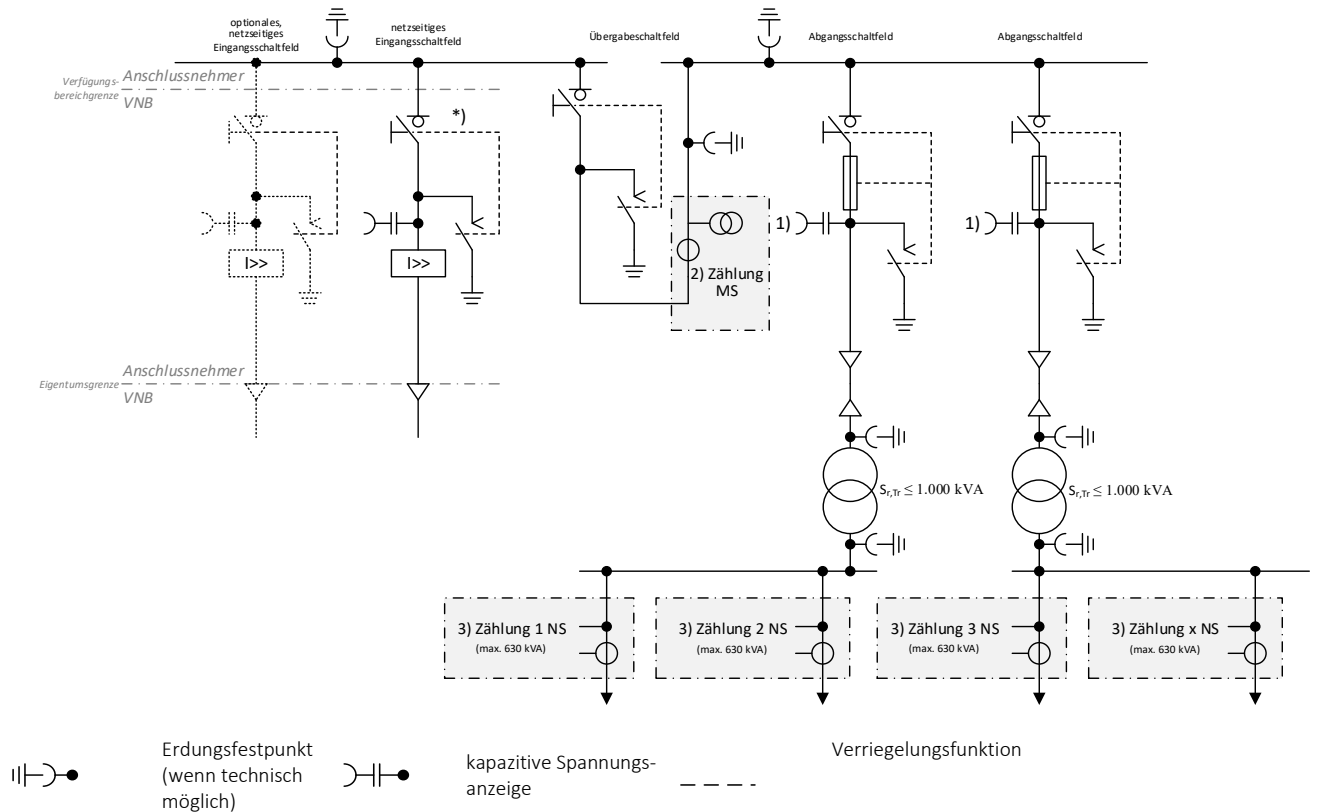 optionales,
netzseitiges
Eingangsschaltfeld
netzseitiges
Eingangsschaltfeld
Übergabeschaltfeld
Abgangsschaltfeld
Abgangsschaltfeld
Verfügungs-
bereichgrenze
Anschlussnehmer
VNB
*)
1)
1)
I>>
I>>
2) Zählung
MS
Eigentumsgrenze
Anschlussnehmer
VNB
Sr,Tr ≤ 1.000 kVA
Sr,Tr ≤ 1.000 kVA
3) Zählung 1 NS
(max. 630 kVA)
3) Zählung 2 NS
(max. 630 kVA)
3) Zählung 3 NS
(max. 630 kVA)
3) Zählung x NS
(max. 630 kVA)
Erdungsfestpunkt
(wenn technisch
möglich)
kapazitive Spannungs-
anzeige
Verriegelungsfunktion